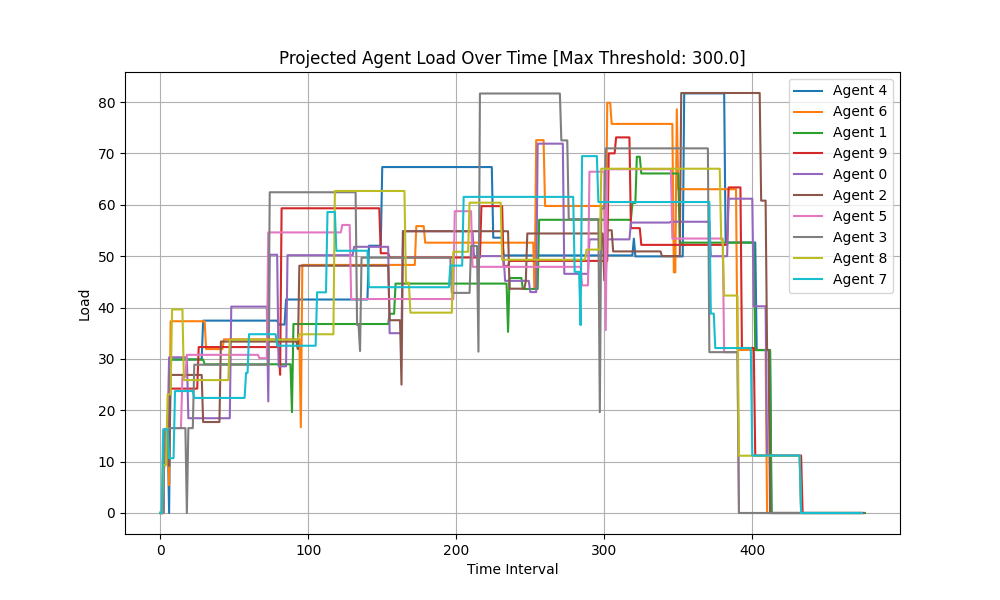 Projected Agent Load Over Time [Max Threshold: 300.0]
Load
80
70
60
50
40
30
20
10
0
0 100 200 300 400
Time Interval
Agent 4
Agent 6
Agent 1
Agent 9
Agent 0
Agent 2
Agent 5
Agent 3
Agent 8
Agent 7